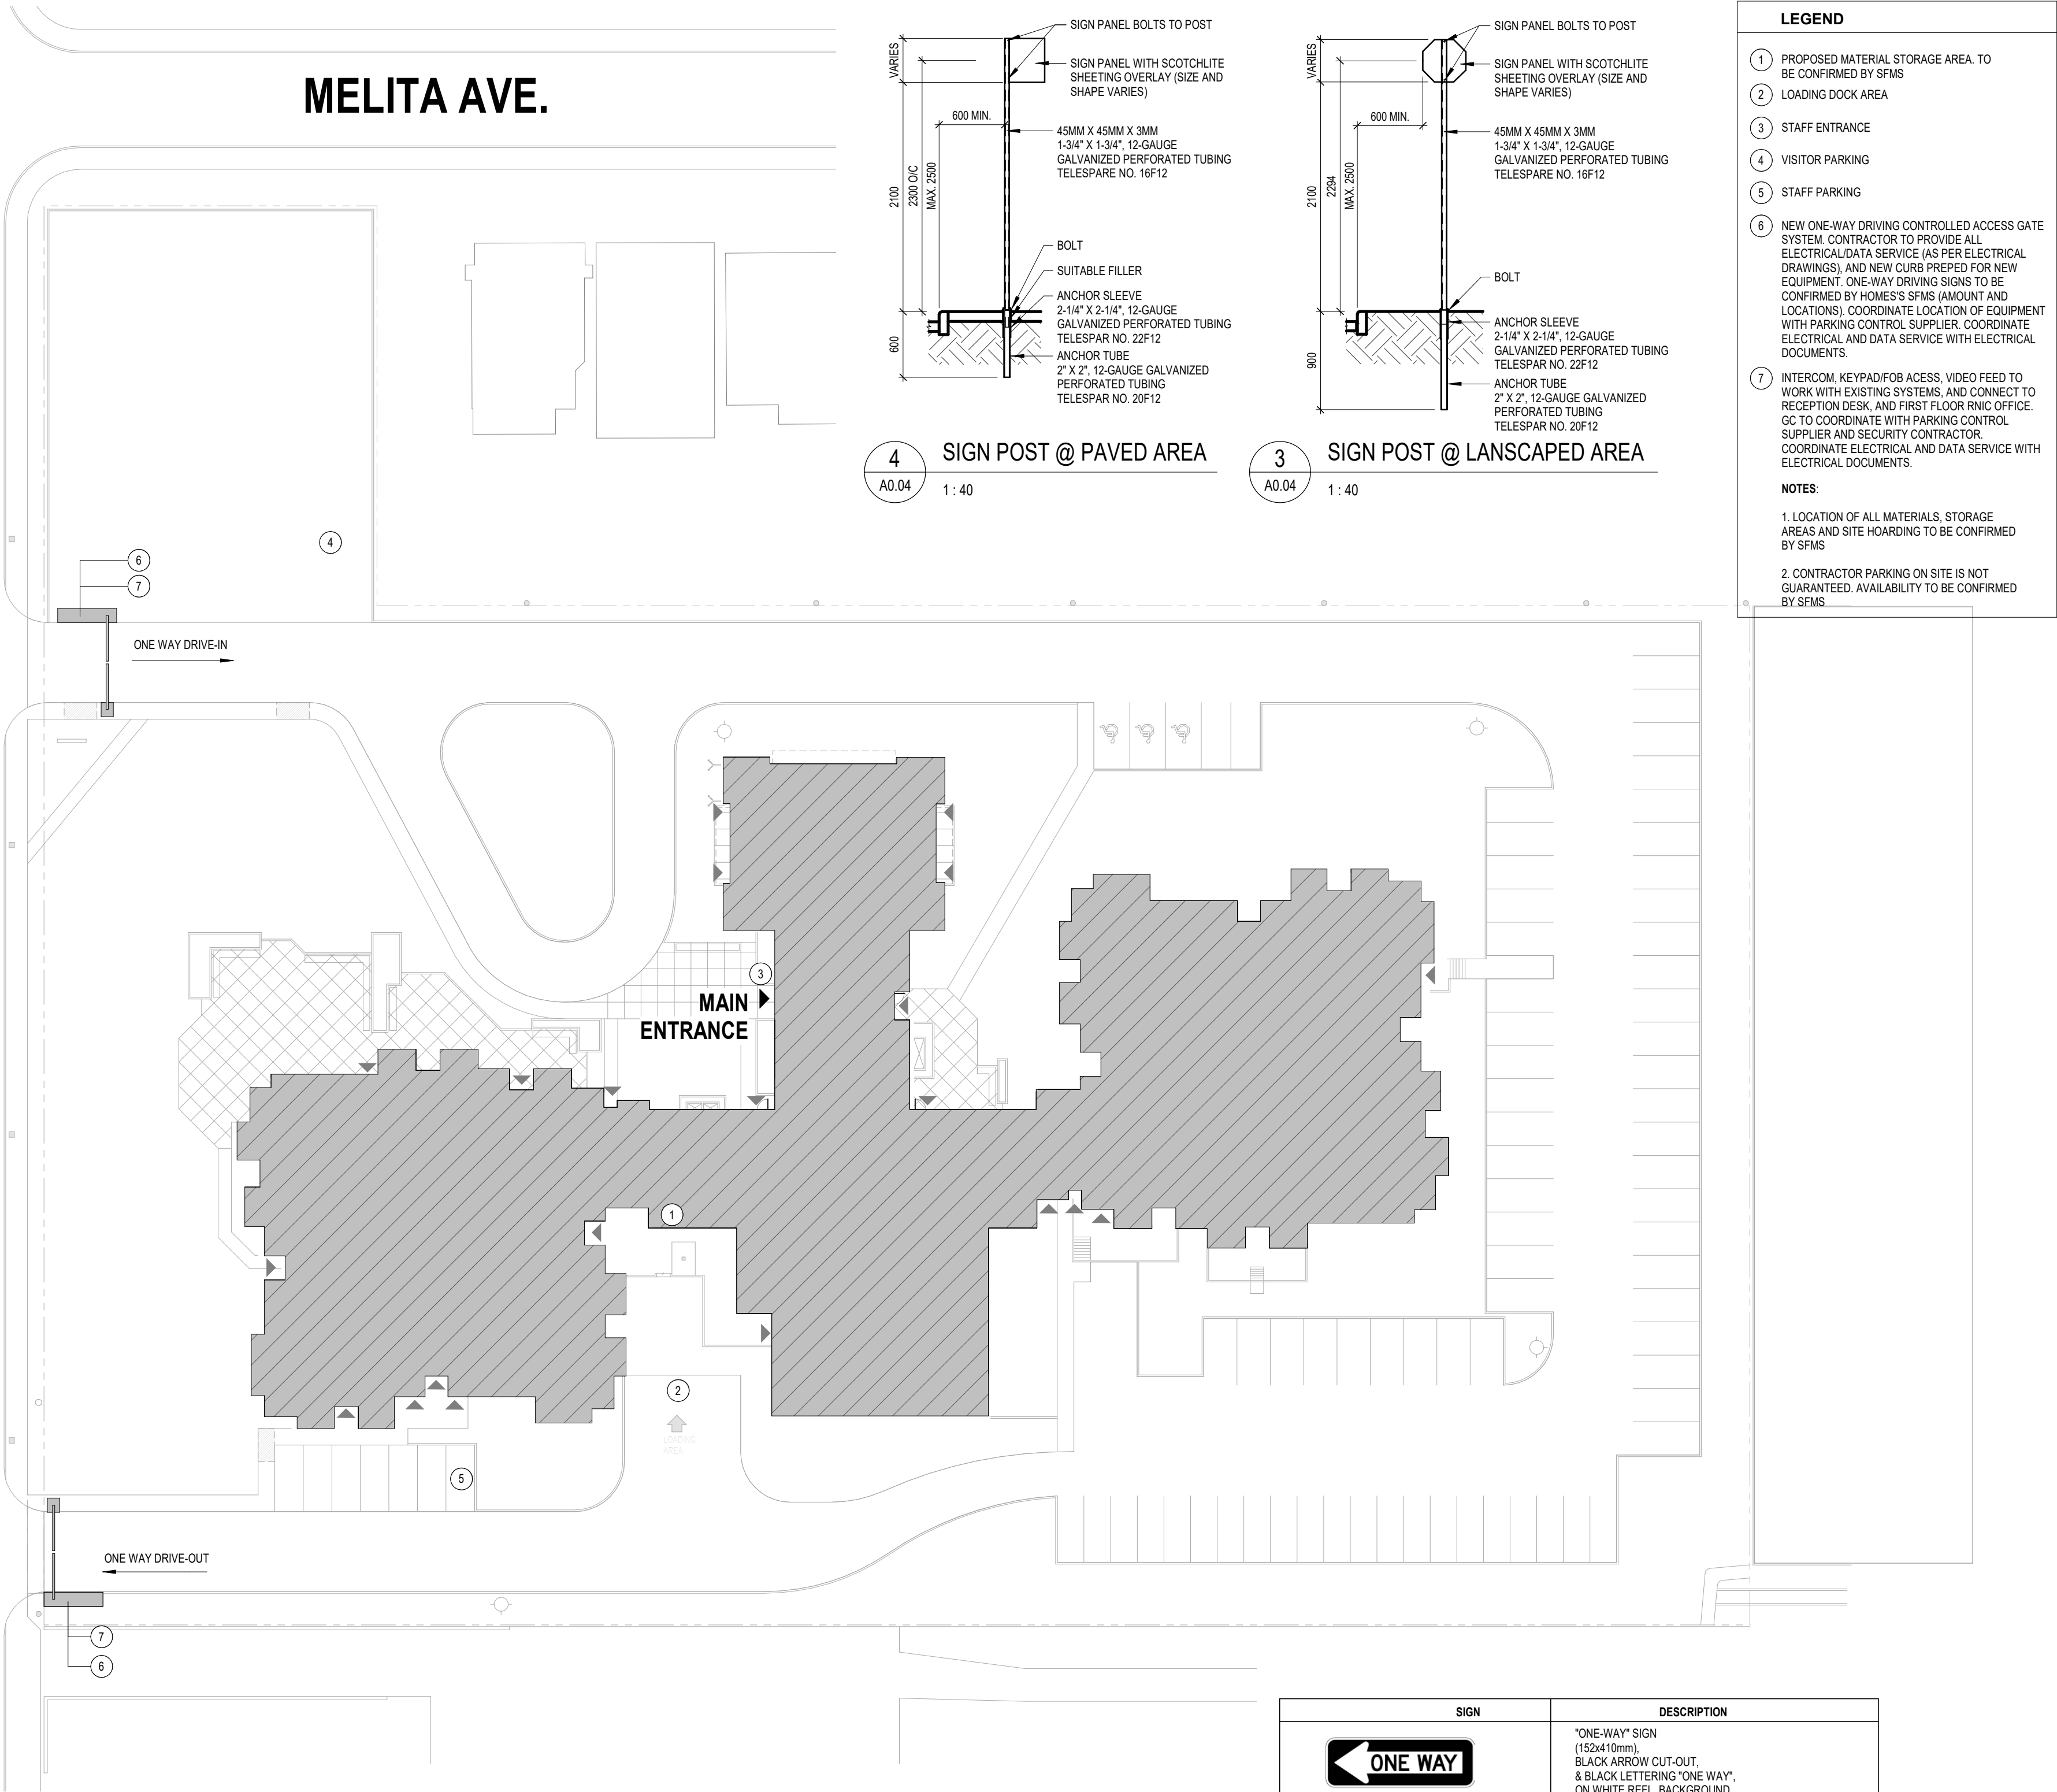 MELITA AVE.
VARIES
2100
2300 O/C
MAX. 2500
600 MIN.
600
SIGN PANEL BOLTS TO POST
SIGN PANEL WITH SCOTCHLITE
SHEETING OVERLAY (SIZE AND
SHAPE VARIES)
45MM X 45MM X 3MM
1-3/4" X 1-3/4", 12-GAUGE
GALVANIZED PERFORATED TUBING
TELESPARE NO. 16F12
BOLT
SUITABLE FILLER
ANCHOR SLEEVE
2-1/4" X 2-1/4", 12-GAUGE
GALVANIZED PERFORATED TUBING
TELESPAR NO. 22F12
ANCHOR TUBE
2" X 2", 12-GAUGE GALVANIZED
PERFORATED TUBING
TELESPAR NO. 20F12
4
A0.04
SIGN POST @ PAVED AREA
1 : 40
VARIES
2100
2294
MAX. 2500
600 MIN.
900
SIGN PANEL BOLTS TO POST
SIGN PANEL WITH SCOTCHLITE
SHEETING OVERLAY (SIZE AND
SHAPE VARIES)
45MM X 45MM X 3MM
1-3/4" X 1-3/4", 12-GAUGE
GALVANIZED PERFORATED TUBING
TELESPARE NO. 16F12
BOLT
ANCHOR SLEEVE
2-1/4" X 2-1/4", 12-GAUGE
GALVANIZED PERFORATED TUBING
TELESPAR NO. 22F12
ANCHOR TUBE
2" X 2", 12-GAUGE GALVANIZED
PERFORATED TUBING
TELESPAR NO. 20F12
3
A0.04
SIGN POST @ LANSCAPED AREA
1 : 40
LEGEND
1 PROPOSED MATERIAL STORAGE AREA. TO
BE CONFIRMED BY SFMS
2 LOADING DOCK AREA
3 STAFF ENTRANCE
4 VISITOR PARKING
5 STAFF PARKING
6 NEW ONE-WAY DRIVING CONTROLLED ACCESS GATE
SYSTEM. CONTRACTOR TO PROVIDE ALL
ELECTRICAL/DATA SERVICE (AS PER ELECTRICAL
DRAWINGS), AND NEW CURB PREPED FOR NEW
EQUIPMENT. ONE-WAY DRIVING SIGNS TO BE
CONFIRMED BY HOMES'S SFMS (AMOUNT AND
LOCATIONS). COORDINATE LOCATION OF EQUIPMENT
WITH PARKING CONTROL SUPPLIER. COORDINATE
ELECTRICAL AND DATA SERVICE WITH ELECTRICAL
DOCUMENTS.
7 INTERCOM, KEYPAD/FOB ACESS, VIDEO FEED TO
WORK WITH EXISTING SYSTEMS, AND CONNECT TO
RECEPTION DESK, AND FIRST FLOOR RNIC OFFICE.
GC TO COORDINATE WITH PARKING CONTROL
SUPPLIER AND SECURITY CONTRACTOR.
COORDINATE ELECTRICAL AND DATA SERVICE WITH
ELECTRICAL DOCUMENTS.
NOTES:
1. LOCATION OF ALL MATERIALS, STORAGE
AREAS AND SITE HOARDING TO BE CONFIRMED
BY SFMS
2. CONTRACTOR PARKING ON SITE IS NOT
GUARANTEED. AVAILABILITY TO BE CONFIRMED
BY SFMS
4
6
7
ONE WAY DRIVE-IN
3
MAIN
ENTRANCE
1
2
LOADING
AREA
5
ONE WAY DRIVE-OUT
7
6
SIGN
DESCRIPTION
ONE WAY
"ONE-WAY" SIGN
(152x410mm),
BLACK ARROW CUT-OUT,
& BLACK LETTERING "ONE WAY",
ON WHITE REFL. BACKGROUND